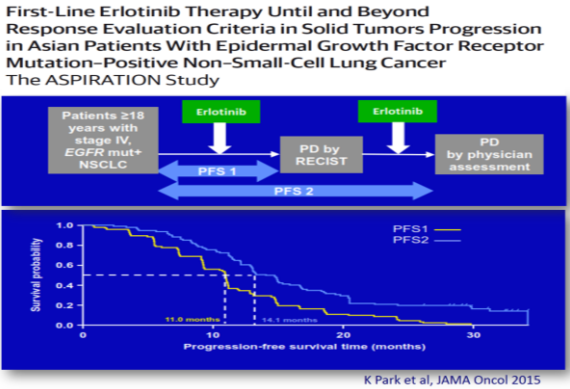 First-Line Erlotinib Therapy Until and Beyond
Response Evaluation Criteria in Solid Tumors Progression
in Asian Patients With Epidermal Growth Factor Receptor
Mutation–Positive Non–Small-Cell Lung Cancer
The ASPIRATION Study
Erlotinib
Erlotinib
Patients ≥18
years with
stage IV,
EGFR mut+
NSCLC
PD by
RECIST
PD
by physician
assessment
PFS 1
PFS 2
PFS1
PFS2
Survival probability
1.0
0.8
0.6
0.4
0.2
0.0
11.0 months
14.1 months
0
10
20
30
Progression-free survival time (months)
K Park et al, JAMA Oncol 2015